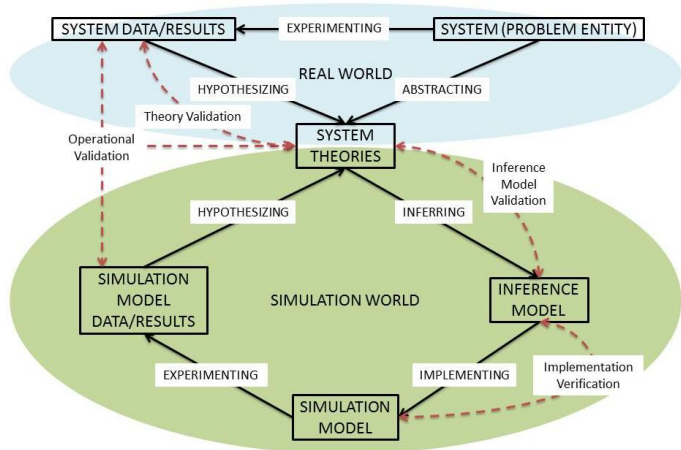 SYSTEM DATA/RESULTS
EXPERIMENTING
SYSTEM (PROBLEM ENTITY)
REAL WORLD
HYPOTHESIZING
ABSTRACTING
Theory Validation
Operational
Validation
SYSTEM
THEORIES
Inference
Model
Validation
HYPOTHESIZING
INFERRING
SIMULATION
MODEL
DATA/RESULTS
SIMULATION WORLD
INFERENCE
MODEL
EXPERIMENTING
IMPLEMENTING
Implementation
Verification
SIMULATION
MODEL